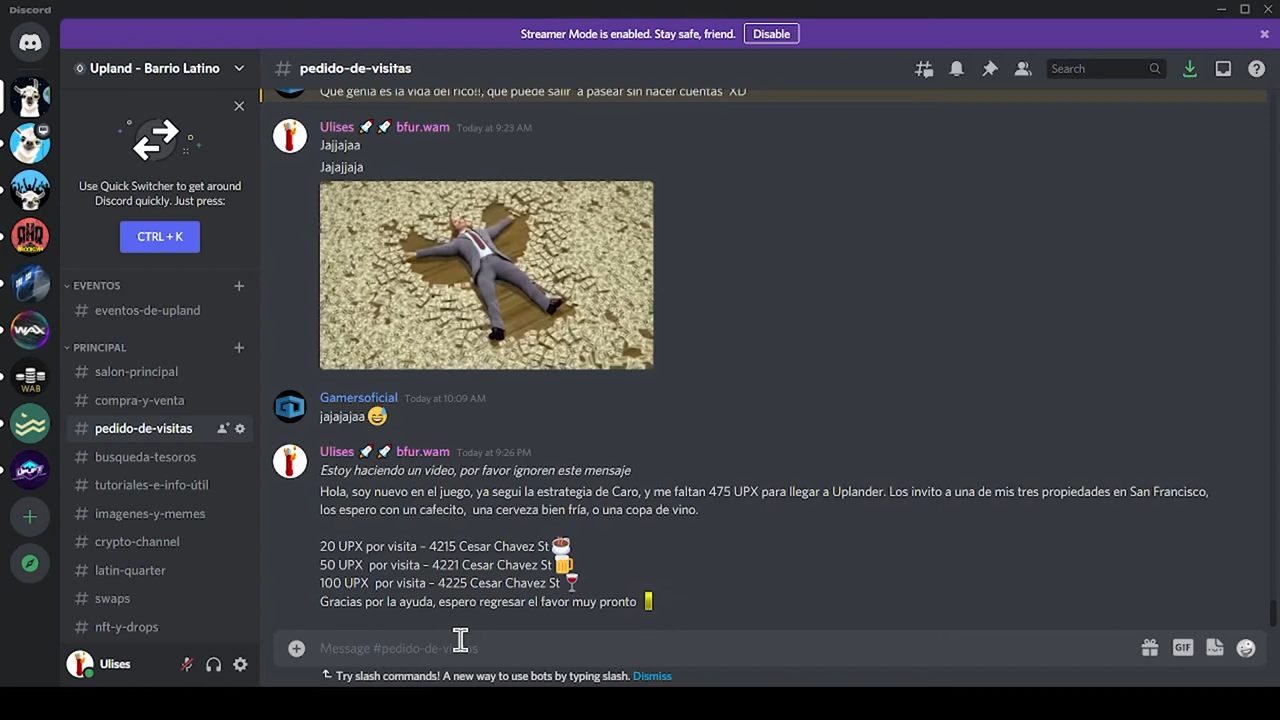 Discord
Streamer Mode is enabled. Stay safe, friend. Disable
Upland - Barrio Latino
pedido-de-visitas
Search
Use Quick Switcher to get around
Discord quickly. Just press:
CTRL + K
EVENTOS
eventos-de-upland
PRINCIPAL
salon-principal
compra-y-venta
pedido-de-visitas
busqueda-tesoros
tutoriales-e-info-útil
imagenes-y-memes
crypto-channel
latin-quarter
swaps
nft-y-drops
Ulises
BROOKLYN
WAX
WAB
Que genia es la vida del rico!!, que puede salir a pasear sin hacer cuentas XD
Ulises 🚀 🚀 bfur.wam Today at 9:23 AM
Jajjajaa
Jajajjaja
Gamersoficial Today at 10:09 AM
jajajajaa 😅
Ulises 🚀 🚀 bfur.wam Today at 9:26 PM
Estoy haciendo un video, por favor ignoren este mensaje
Hola, soy nuevo en el juego, ya segui la estrategia de Caro, y me faltan 475 UPX para llegar a Uplander. Los invito a una de mis tres propiedades en San Francisco,
los espero con un cafecito, una cerveza bien fría, o una copa de vino.
20 UPX por visita – 4215 Cesar Chavez St ☕
50 UPX por visita – 4221 Cesar Chavez St 🍺
100 UPX por visita – 4225 Cesar Chavez St 🍷
Gracias por la ayuda, espero regresar el favor muy pronto
Message #pedido-de-visitas
GIF
Try slash commands! A new way to use bots by typing slash. Dismiss